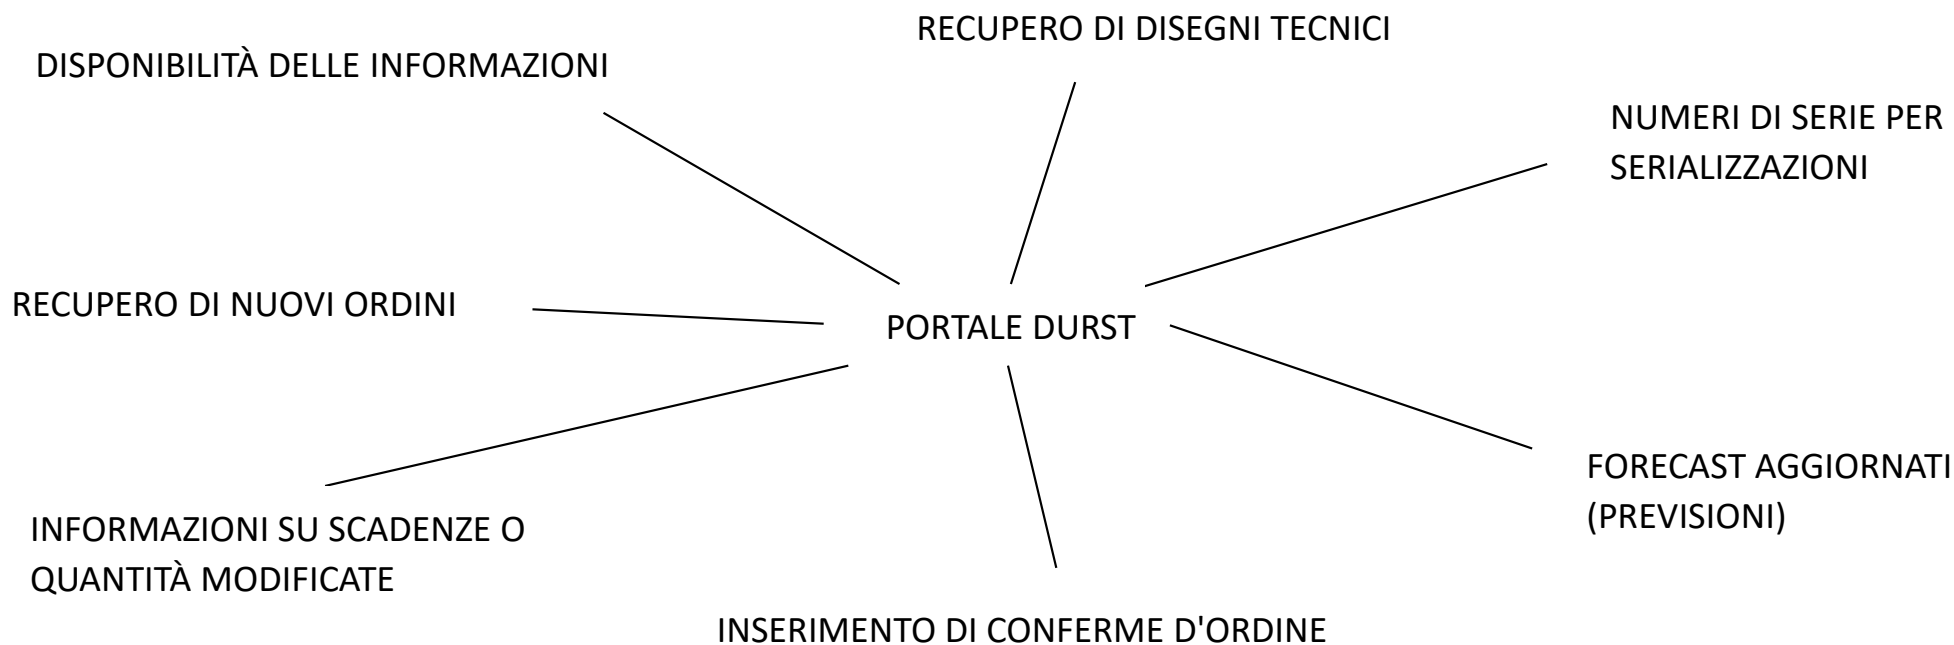 RECUPERO DI DISEGNI TECNICI
DISPONIBILITÀ DELLE INFORMAZIONI
NUMERI DI SERIE PER
SERIALIZZAZIONI
RECUPERO DI NUOVI ORDINI
PORTALE DURST
FORECAST AGGIORNATI
(PREVISIONI)
INFORMAZIONI SU SCADENZE O
QUANTITÀ MODIFICATE
INSERIMENTO DI CONFERME D'ORDINE